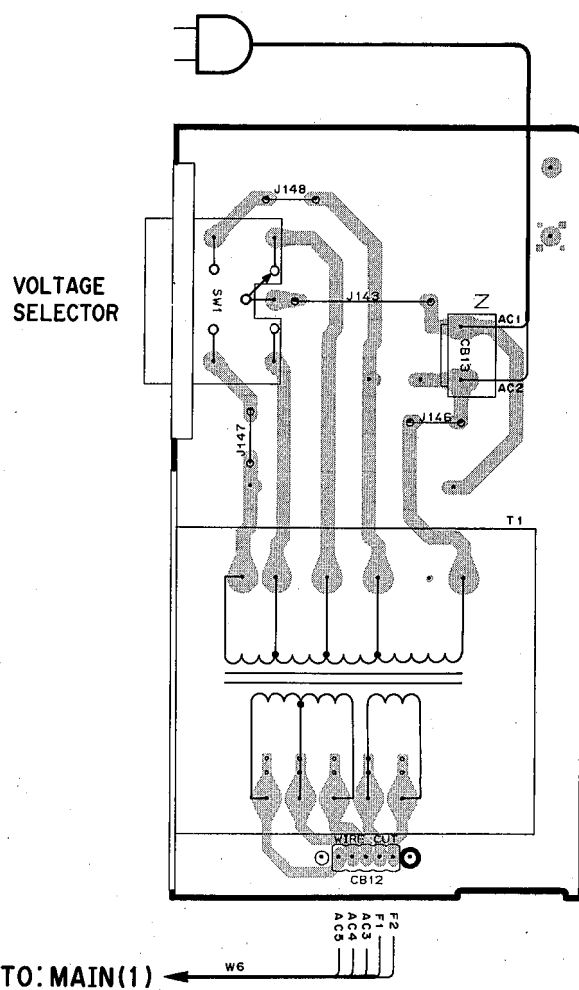 J148
VOLTAGE
SELECTOR
SW1
J143
Z
AC1
CB13
AC2
J146
J147
T1
WIRE CUT
CB12
F2
F1
AC3
AC4
AC5
W6
TO: MAIN(1)